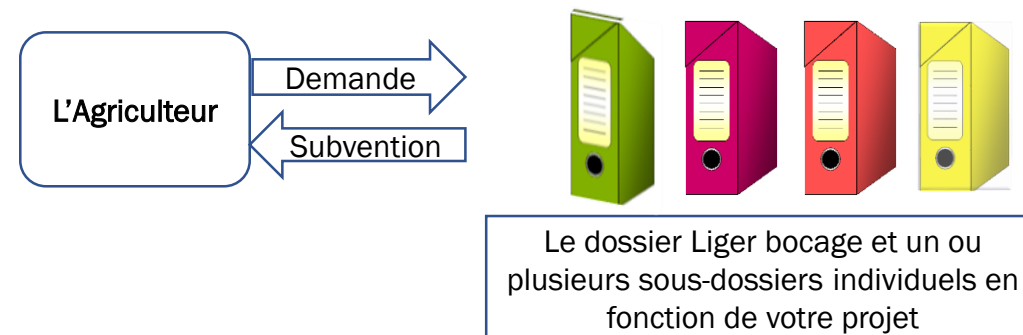 L’Agriculteur
Demande
Subvention
Le dossier Liger bocage et un ou
plusieurs sous-dossiers individuels en
fonction de votre projet